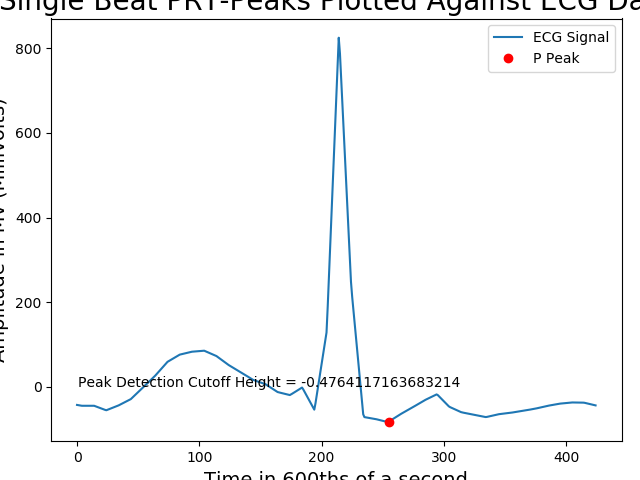 Single Beat PRT-Peaks Plotted Against ECG Da
ECG Signal
P Peak
800
600
400
200
0
Amplitude in MV (Millivolts)
Peak Detection Cutoff Height = -0.4764117163683214
0 100 200 300 400
Time in 600ths of a second